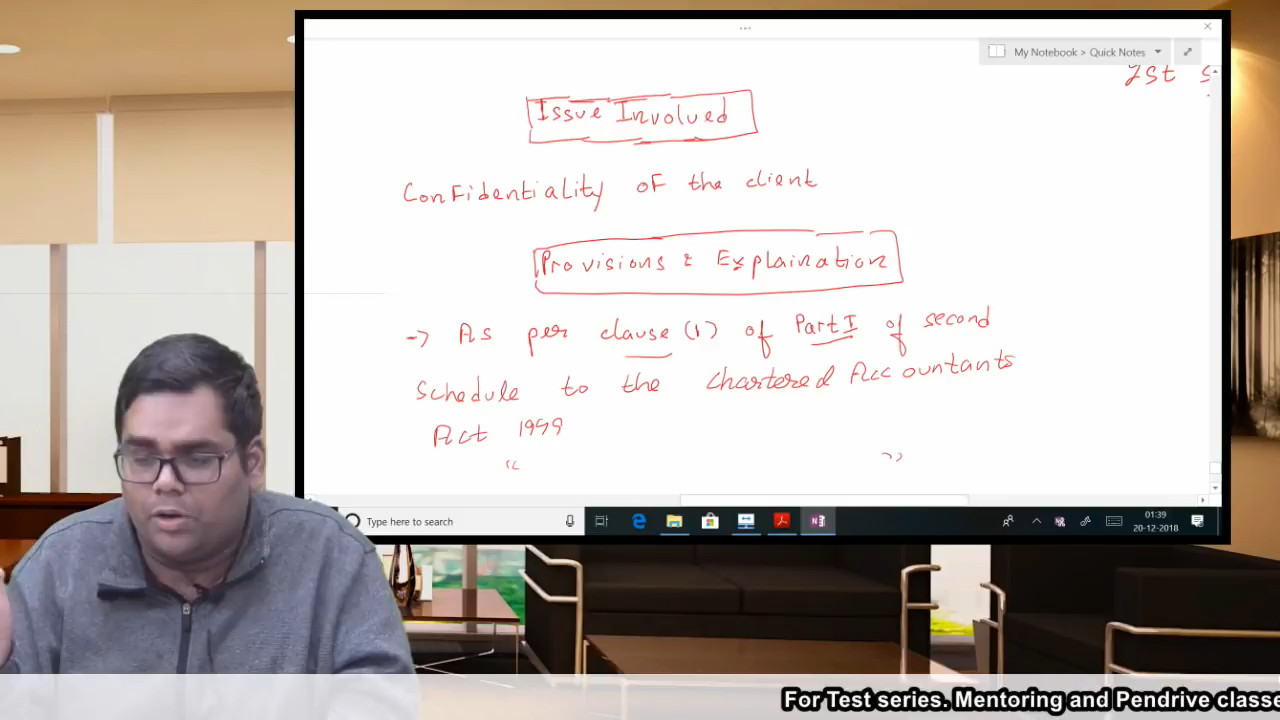 My Notebook > Quick Notes
Issue Involved
Confidentiality of the client
Provisions & Explaination
-> As per clause (1) of Part I of second
Schedule to the Chartered Accountants
Act 1999
“ ”
Type here to search
01:39
20-12-2018
For Test series. Mentoring and Pendrive classe